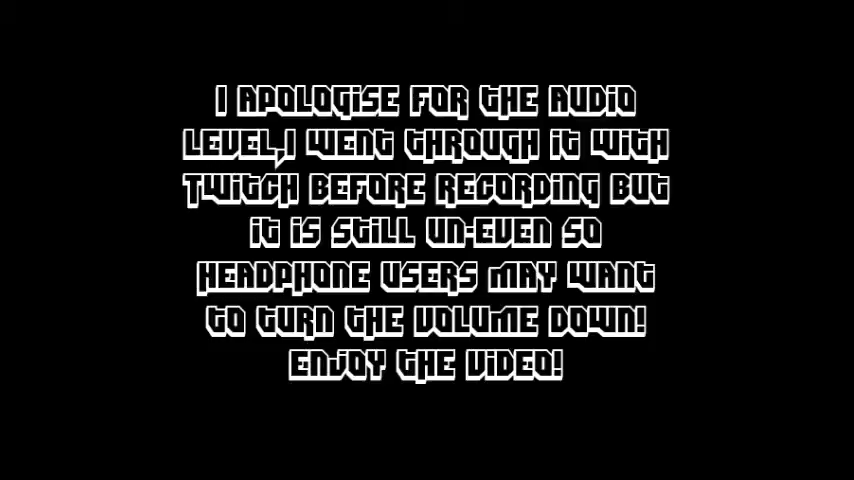 I APOLOGISE FOR THE AUDIO
LEVEL,I WENT THROUGH IT WITH
TWITCH BEFORE RECORDING BUT
IT IS STILL UN-EVEN SO
HEADPHONE USERS MAY WANT
TO TURN THE VOLUME DOWN!
ENJOY THE VIDEO!